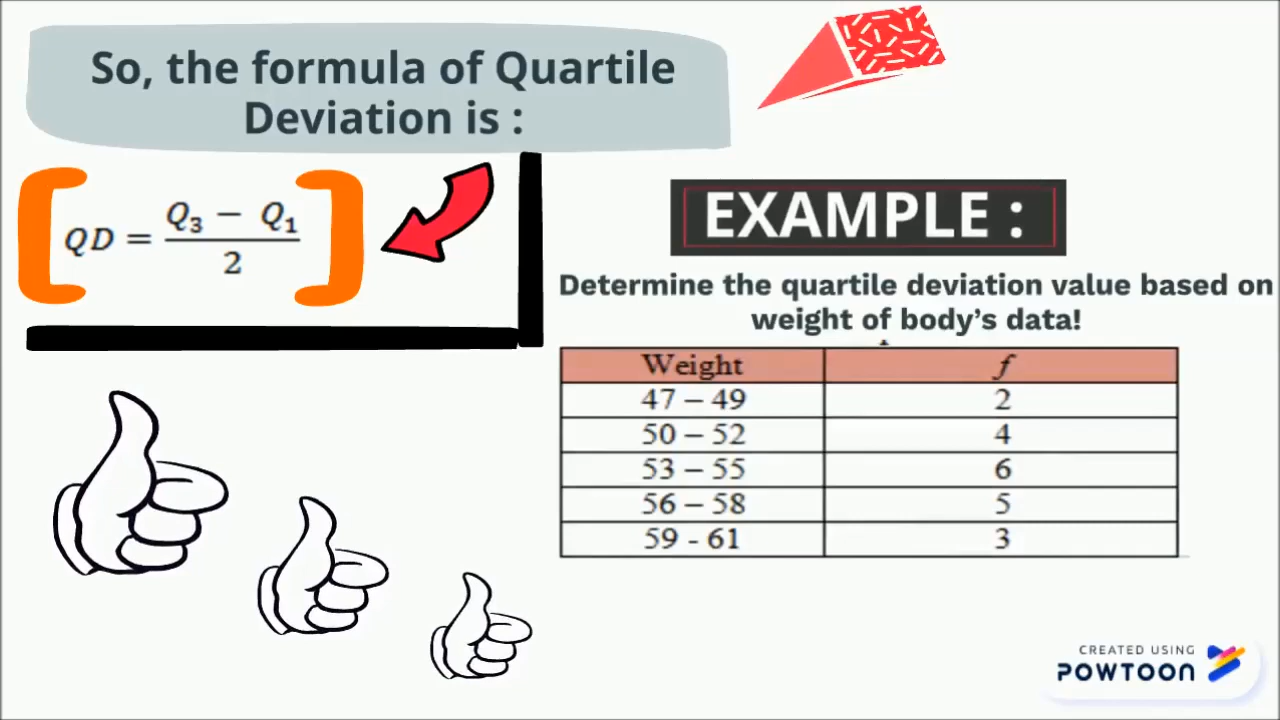 So, the formula of Quartile
Deviation is :
QD = (Q₃ − Q₁) / 2
EXAMPLE :
Determine the quartile deviation value based on
weight of body’s data!
Weight f
47 – 49 2
50 – 52 4
53 – 55 6
56 – 58 5
59 - 61 3
CREATED USING
POWTOON